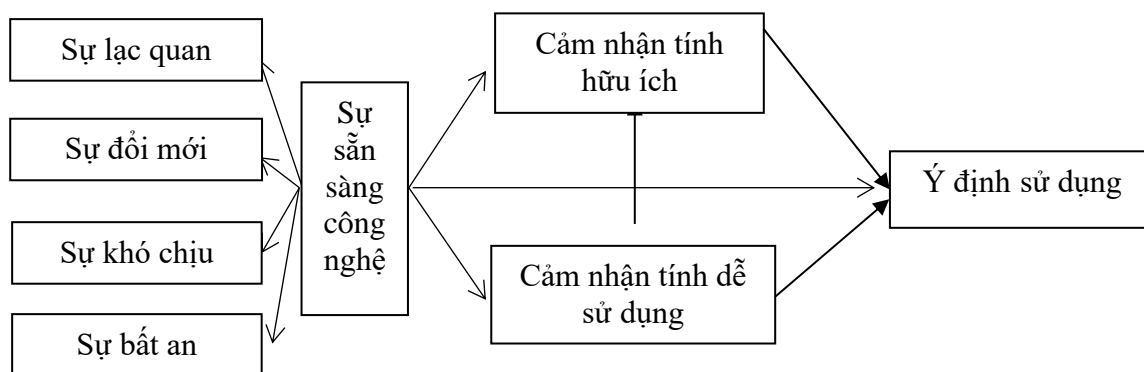 Sự lạc quan
Sự đổi mới
Sự khó chịu
Sự bất an
Sự
sẵn
sàng
công
nghệ
Cảm nhận tính
hữu ích
Cảm nhận tính dễ
sử dụng
Ý định sử dụng